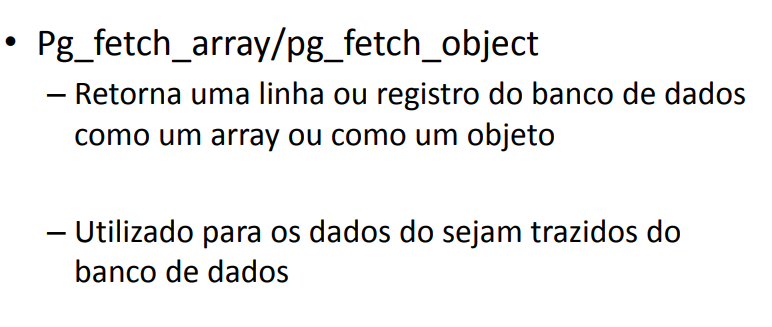 • Pg_fetch_array/pg_fetch_object
– Retorna uma linha ou registro do banco de dados
como um array ou como um objeto
– Utilizado para os dados do sejam trazidos do
banco de dados